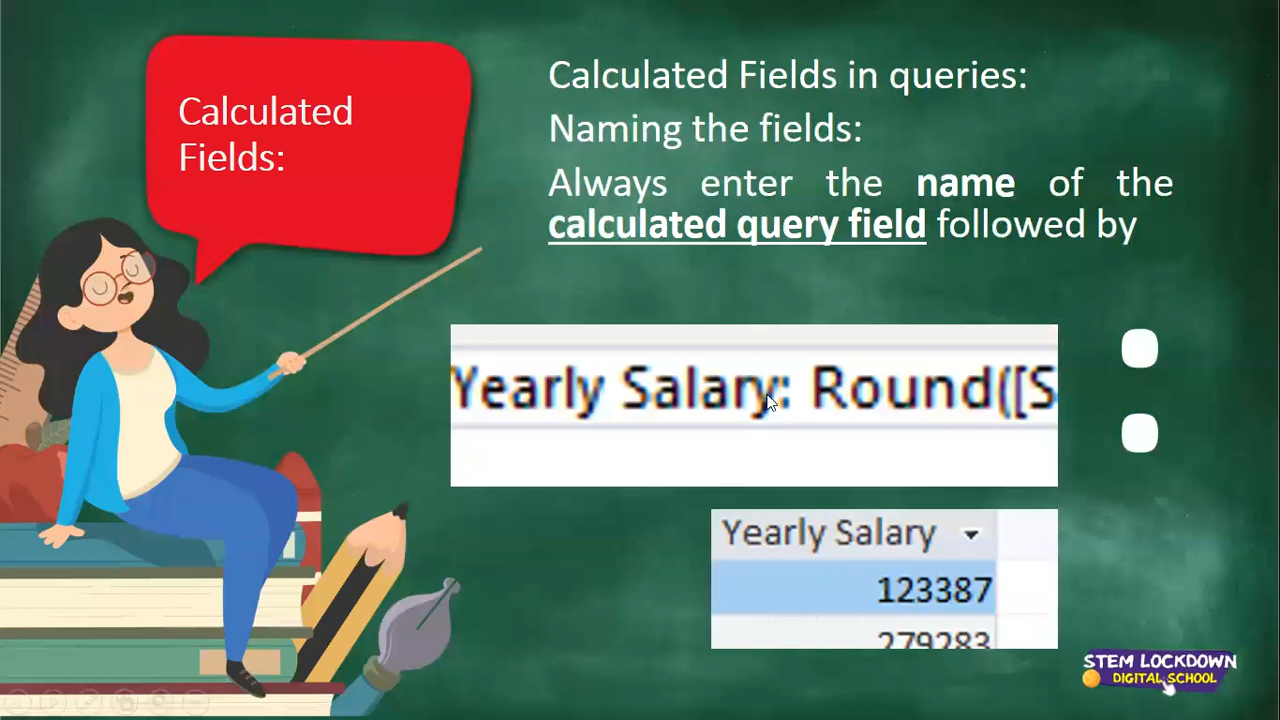 Calculated
Fields:
Calculated Fields in queries:
Naming the fields:
Always enter the name of the
calculated query field followed by
:
Yearly Salary: Round([S
Yearly Salary
123387
279283
STEM LOCKDOWN
DIGITAL SCHOOL